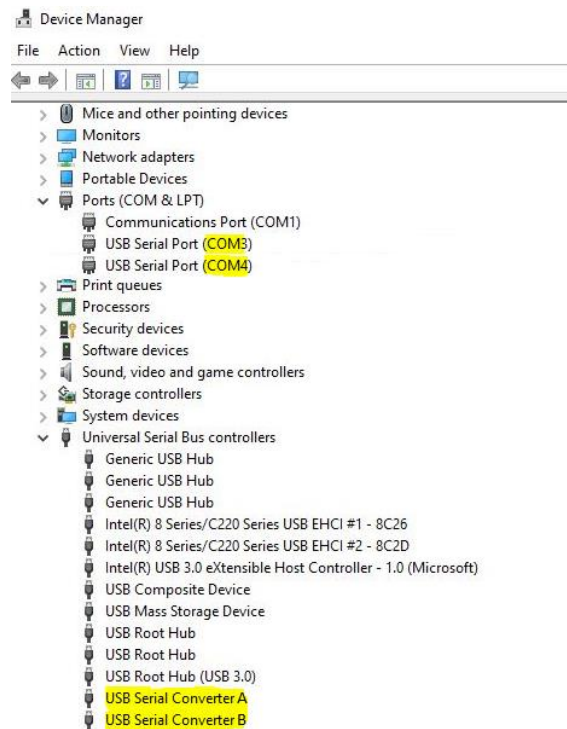 Device Manager
File Action View Help
Mice and other pointing devices
Monitors
Network adapters
Portable Devices
Ports (COM & LPT)
Communications Port (COM1)
USB Serial Port (COM3)
USB Serial Port (COM4)
Print queues
Processors
Security devices
Software devices
Sound, video and game controllers
Storage controllers
System devices
Universal Serial Bus controllers
Generic USB Hub
Generic USB Hub
Generic USB Hub
Intel(R) 8 Series/C220 Series USB EHCI #1 - 8C26
Intel(R) 8 Series/C220 Series USB EHCI #2 - 8C2D
Intel(R) USB 3.0 eXtensible Host Controller - 1.0 (Microsoft)
USB Composite Device
USB Mass Storage Device
USB Root Hub
USB Root Hub
USB Root Hub (USB 3.0)
USB Serial Converter A
USB Serial Converter B